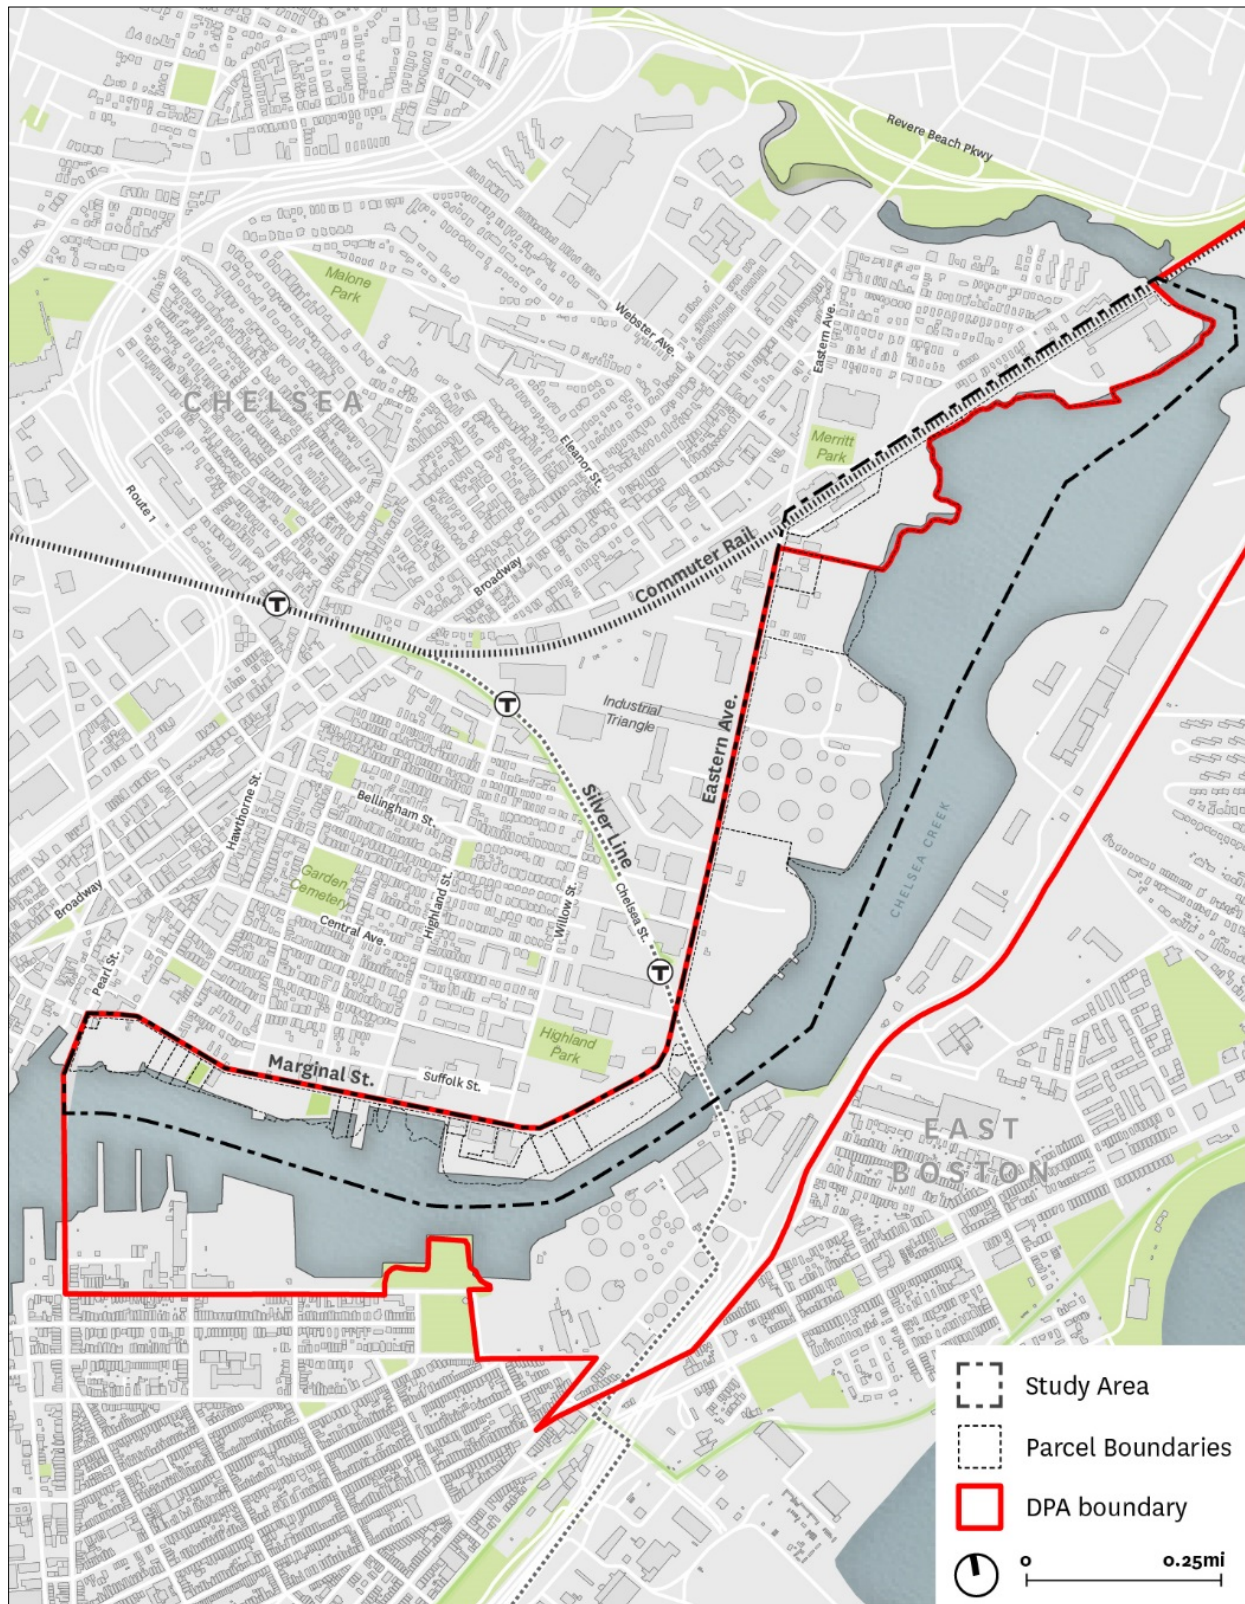 Revere Beach Pkwy
Malone
Park
Webster Ave.
Eastern Ave.
CHELSEA
Merritt
Park
Eleanor St.
Route 1
Broadway
Commuter Rail
T
T
Industrial
Triangle
Eastern Ave.
Silver Line
Hawthorne St.
Bellingham St.
CHELSEA CREEK
Garden
Cemetery
Highland St.
Willow St.
Chelsea St.
Broadway
Central Ave.
Pearl St.
T
Highland
Park
Marginal St.
Suffolk St.
EAST
BOSTON
Study Area
Parcel Boundaries
DPA boundary
0 0.25mi